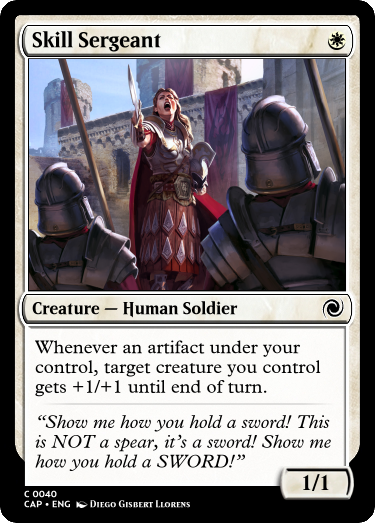 Skill Sergeant
Creature — Human Soldier
Whenever an artifact under your
control, target creature you control
gets +1/+1 until end of turn.
“Show me how you hold a sword! This
is NOT a spear, it’s a sword! Show me
how you hold a SWORD!”
1/1
C 0040
CAP • ENG Diego Gisbert Llorens